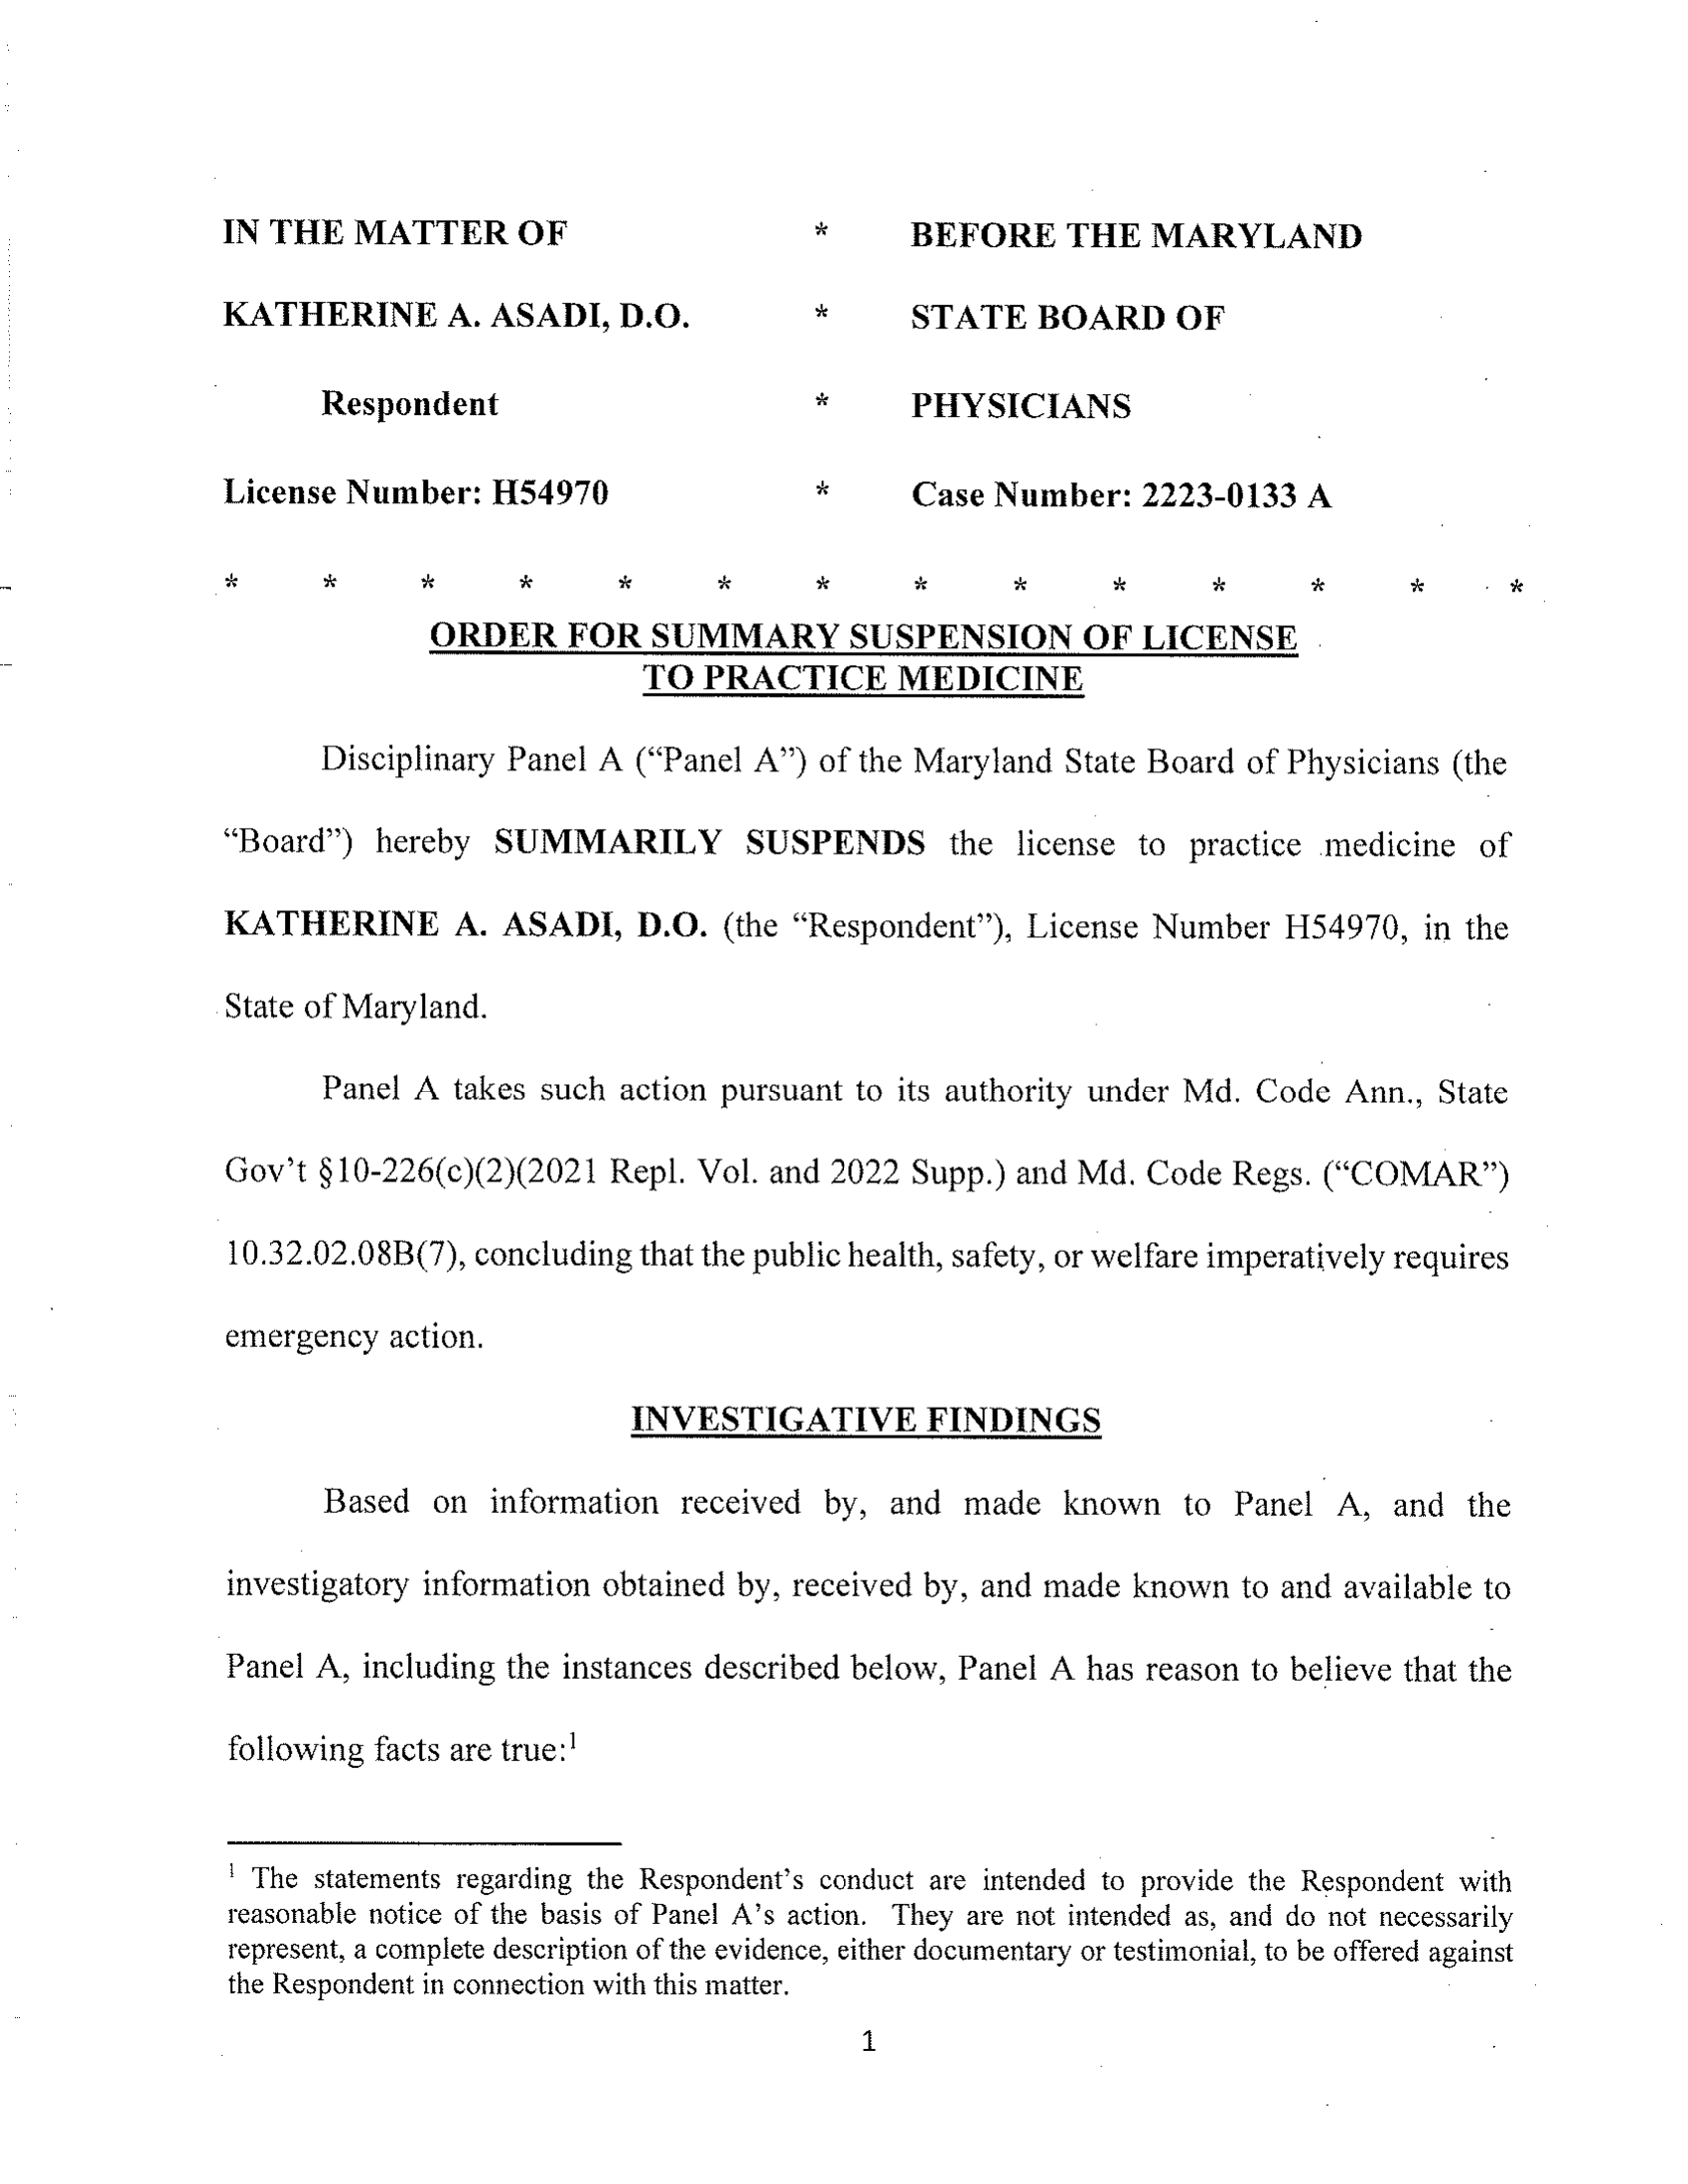 IN THE MATTER OF * BEFORE THE MARYLAND
KATHERINE A. ASADI, D.O. * STATE BOARD OF
Respondent * PHYSICIANS
License Number: H54970 * Case Number: 2223-0133 A
* * * * * * * * * * * * * *
ORDER FOR SUMMARY SUSPENSION OF LICENSE
TO PRACTICE MEDICINE
Disciplinary Panel A (“Panel A”) of the Maryland State Board of Physicians (the
“Board”) hereby SUMMARILY SUSPENDS the license to practice medicine of
KATHERINE A. ASADI, D.O. (the “Respondent”), License Number H54970, in the
State of Maryland.
Panel A takes such action pursuant to its authority under Md. Code Ann., State
Gov’t §10-226(c)(2)(2021 Repl. Vol. and 2022 Supp.) and Md. Code Regs. (“COMAR”)
10.32.02.08B(7), concluding that the public health, safety, or welfare imperatively requires
emergency action.
INVESTIGATIVE FINDINGS
Based on information received by, and made known to Panel A, and the
investigatory information obtained by, received by, and made known to and available to
Panel A, including the instances described below, Panel A has reason to believe that the
following facts are true:¹
¹ The statements regarding the Respondent’s conduct are intended to provide the Respondent with
reasonable notice of the basis of Panel A’s action. They are not intended as, and do not necessarily
represent, a complete description of the evidence, either documentary or testimonial, to be offered against
the Respondent in connection with this matter.
1